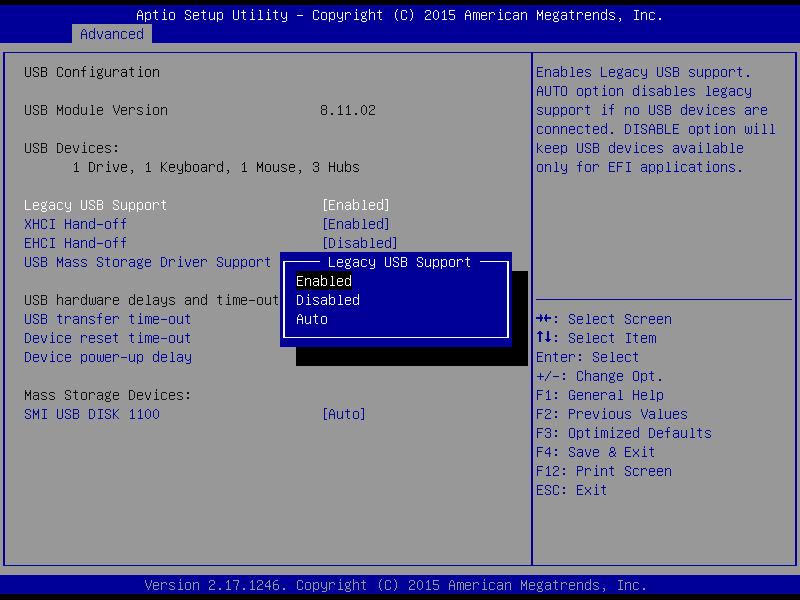 Aptio Setup Utility – Copyright (C) 2015 American Megatrends, Inc.
Advanced
USB Configuration
USB Module Version 8.11.02
USB Devices:
1 Drive, 1 Keyboard, 1 Mouse, 3 Hubs
Legacy USB Support [Enabled]
XHCI Hand-off [Enabled]
EHCI Hand-off [Disabled]
USB Mass Storage Driver Support
USB hardware delays and time-out
USB transfer time-out
Device reset time-out
Device power-up delay
Mass Storage Devices:
SMI USB DISK 1100 [Auto]
Legacy USB Support
Enabled
Disabled
Auto
Enables Legacy USB support.
AUTO option disables legacy
support if no USB devices are
connected. DISABLE option will
keep USB devices available
only for EFI applications.
→←: Select Screen
↑↓: Select Item
Enter: Select
+/-: Change Opt.
F1: General Help
F2: Previous Values
F3: Optimized Defaults
F4: Save & Exit
F12: Print Screen
ESC: Exit
Version 2.17.1246. Copyright (C) 2015 American Megatrends, Inc.